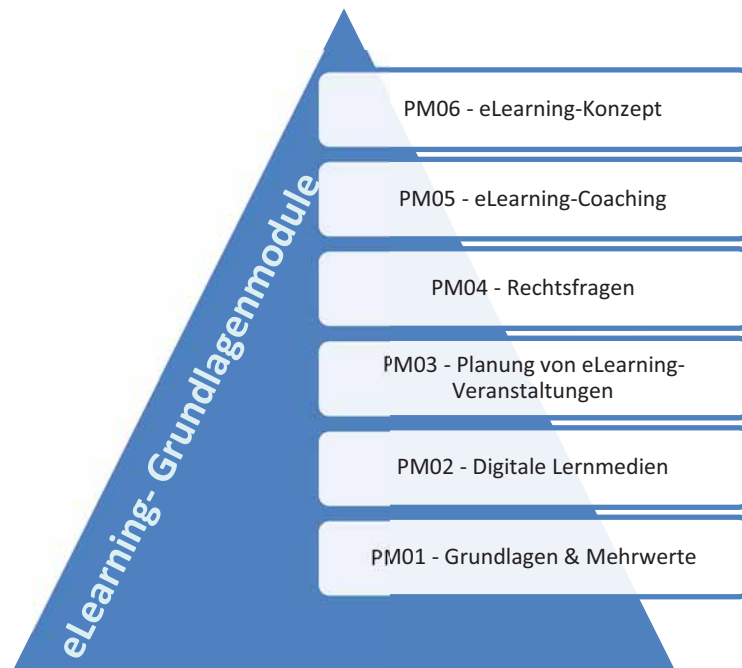 PM06 - eLearning-Konzept
PM05 - eLearning-Coaching
PM04 - Rechtsfragen
PM03 - Planung von eLearning-
Veranstaltungen
PM02 - Digitale Lernmedien
PM01 - Grundlagen & Mehrwerte
eLearning- Grundlagenmodule